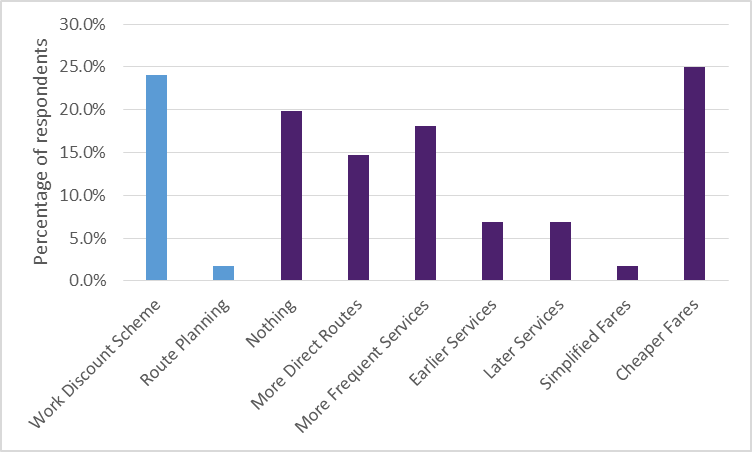 30.0%
25.0%
20.0%
15.0%
10.0%
5.0%
0.0%
Percentage of respondents
Work Discount Scheme
Route Planning
Nothing
More Direct Routes
More Frequent Services
Earlier Services
Later Services
Simplified Fares
Cheaper Fares